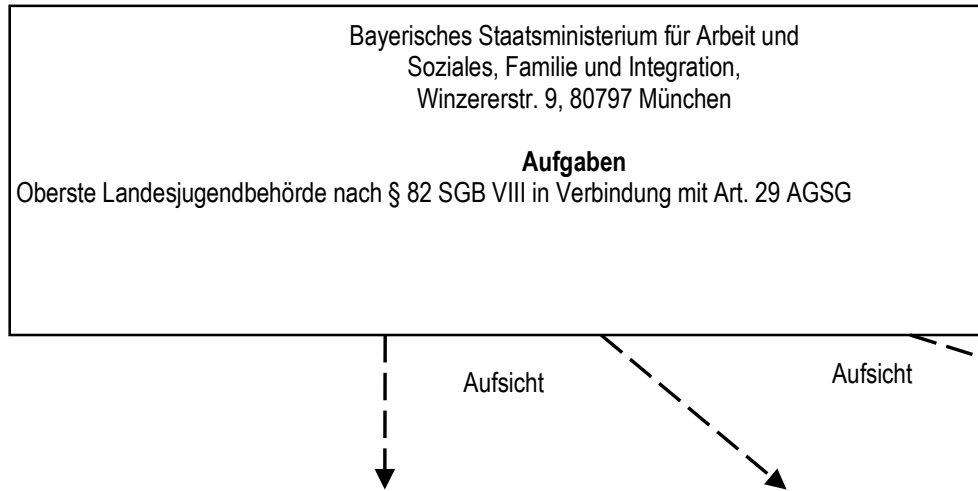 Bayerisches Staatsministerium für Arbeit und
Soziales, Familie und Integration,
Winzererstr. 9, 80797 München
Aufgaben
Oberste Landesjugendbehörde nach § 82 SGB VIII in Verbindung mit Art. 29 AGSG
Aufsicht
Aufsicht